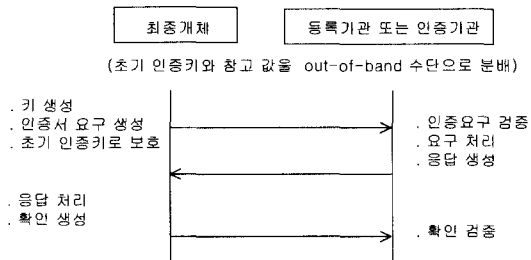 최종개체
등록기관 또는 인증기관
(초기 인증키와 참고 값울 out-of-band 수단으로 분배)
. 키 생성
. 인증서 요구 생성
. 초기 인증키로 보호
. 인증요구 검증
. 요구 처리
. 응답 생성
. 응답 처리
. 확인 생성
. 확인 검증